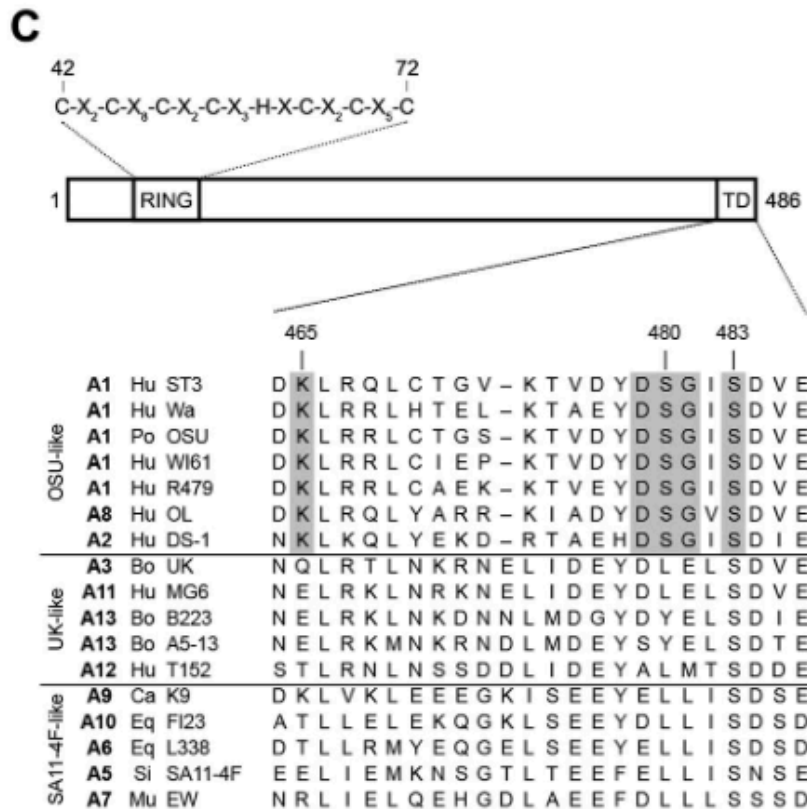 C
42 72
C-X2-C-X8-C-X2-C-X3-H-X-C-X2-C-X5-C
1 RING TD 486
465 480 483
OSU-like
A1 Hu ST3 D K L R Q L C T G V – K T V D Y D S G I S D V E
A1 Hu Wa D K L R R L H T E L – K T A E Y D S G I S D V E
A1 Po OSU D K L R R L C T G S – K T V D Y D S G I S D V E
A1 Hu WI61 D K L R R L C I E P – K T V D Y D S G I S D V E
A1 Hu R479 D K L R R L C A E K – K T V E Y D S G I S D V E
A8 Hu OL D K L R Q L Y A R R – K I A D Y D S G V S D V E
A2 Hu DS-1 N K L K Q L Y E K D – R T A E H D S G I S D I E
UK-like
A3 Bo UK N Q L R T L N K R N E L I D E Y D L E L S D V E
A11 Hu MG6 N E L R K L N R K N E L I D E Y D L E L S D V E
A13 Bo B223 N E L R K L N K D N N L M D G Y D Y E L S D I E
A13 Bo A5-13 N E L R K M N K R N D L M D E Y S Y E L S D T E
A12 Hu T152 S T L R N L N S S D D L I D E Y A L M T S D D E
SA11-4F-like
A9 Ca K9 D K L V K L E E E G K I S E E Y E L L I S D S E
A10 Eq FI23 A T L L E L E K Q G K L S E E Y D L L I S D S D
A6 Eq L338 D T L L R M Y E Q G E L S E E Y E L L I S D S D
A5 Si SA11-4F E E L I E M K N S G T L T E E F E L L I S N S E
A7 Mu EW N R L I E L Q E H G D L A E E F D L L L S S S D